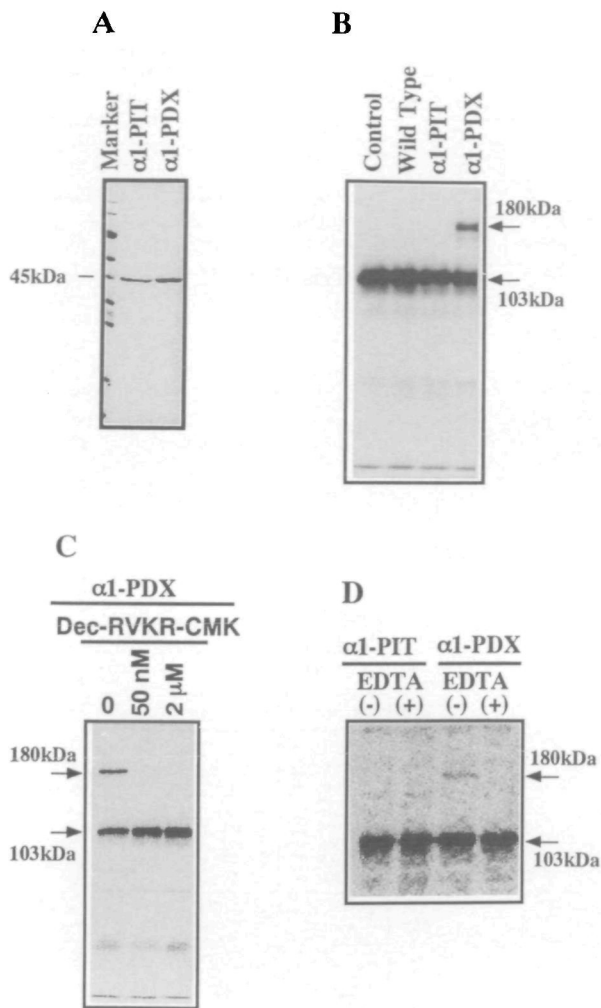 A
Marker
α1-PIT
α1-PDX
45kDa
B
Control
Wild Type
α1-PIT
α1-PDX
180kDa
103kDa
C
α1-PDX
Dec-RVKR-CMK
0
50 nM
2 μM
180kDa
103kDa
D
α1-PIT α1-PDX
EDTA EDTA
(-) (+) (-) (+)
180kDa
103kDa